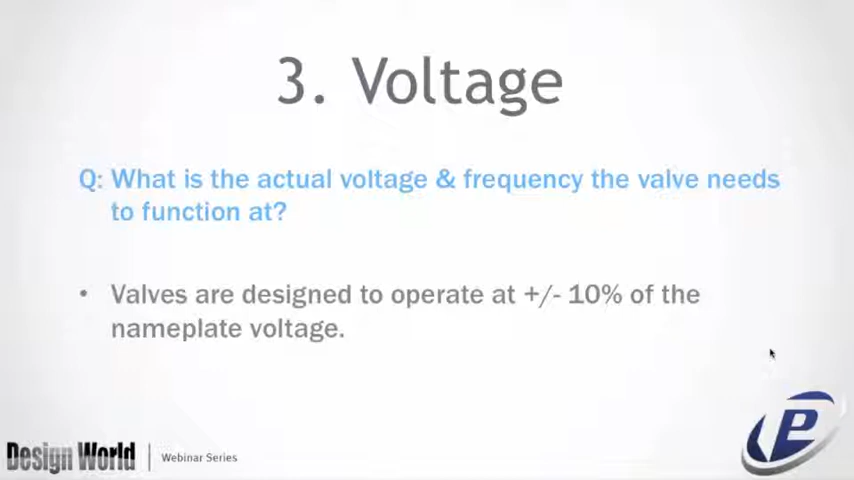 3. Voltage
Q: What is the actual voltage & frequency the valve needs
to function at?
• Valves are designed to operate at +/- 10% of the
nameplate voltage.
Design World | Webinar Series
P